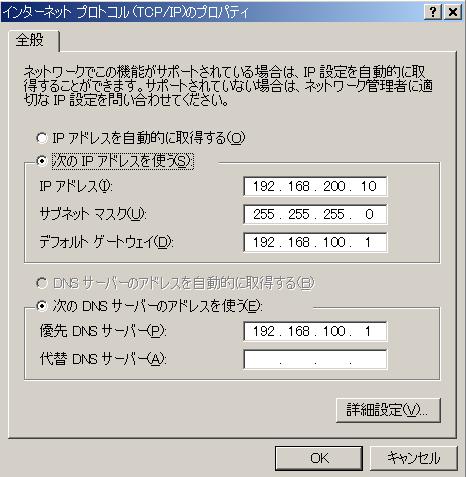 インターネット プロトコル (TCP/IP)のプロパティ
全般
ネットワークでこの機能がサポートされている場合は、IP 設定を自動的に取
得することができます。サポートされていない場合は、ネットワーク管理者に適
切な IP 設定を問い合わせてください。
IP アドレスを自動的に取得する(O)
次の IP アドレスを使う(S):
IP アドレス(I): 192 . 168 . 200 . 10
サブネット マスク(U): 255 . 255 . 255 . 0
デフォルト ゲートウェイ(D): 192 . 168 . 100 . 1
DNS サーバーのアドレスを自動的に取得する(B)
次の DNS サーバーのアドレスを使う(E):
優先 DNS サーバー(P): 192 . 168 . 100 . 1
代替 DNS サーバー(A): . . .
詳細設定(V)...
OK キャンセル